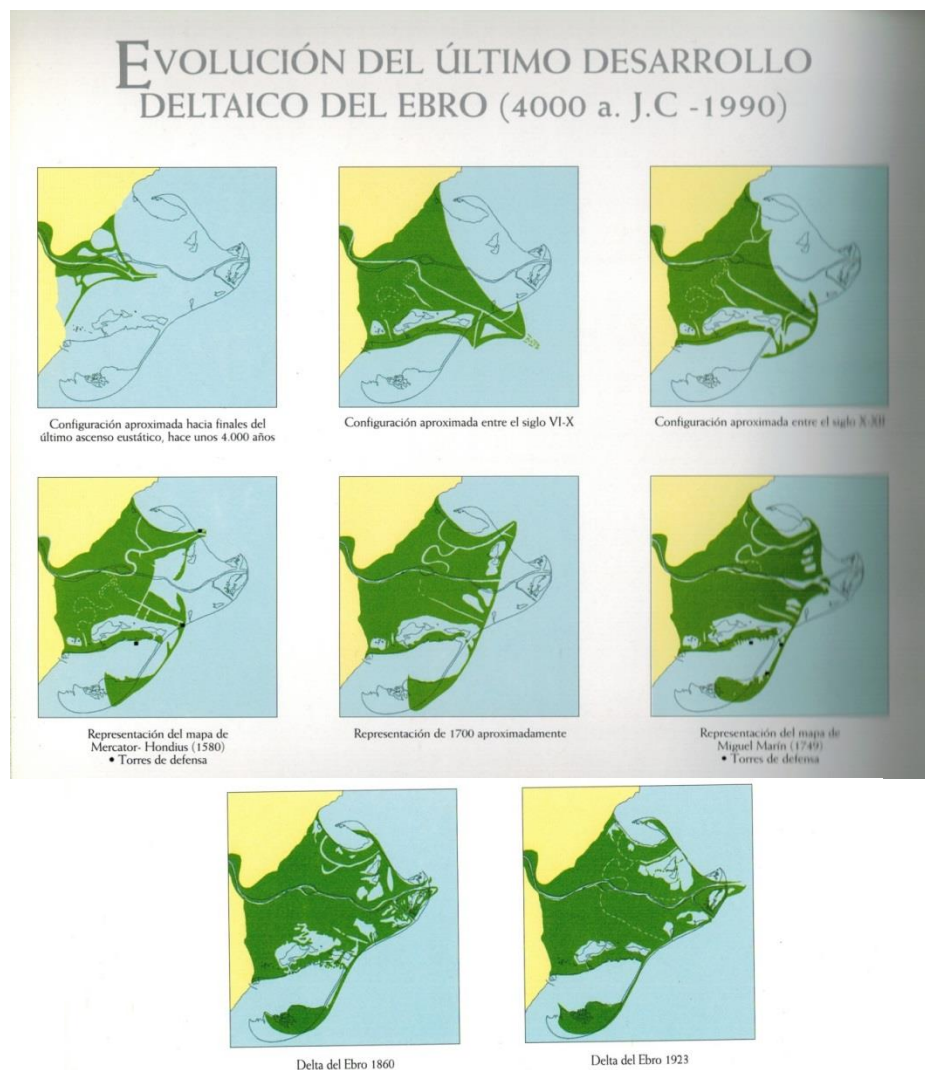 EVOLUCIÓN DEL ÚLTIMO DESARROLLO
DELTAICO DEL EBRO (4000 a. J.C -1990)
Configuración aproximada hacia finales del
último ascenso eustático, hace unos 4.000 años
Configuración aproximada entre el siglo VI-X
Configuración aproximada entre el siglo X-XII
Representación del mapa de
Mercator- Hondius (1580)
• Torres de defensa
Representación de 1700 aproximadamente
Representación del mapa de
Miguel Marín (1749)
• Torres de defensa
Delta del Ebro 1860
Delta del Ebro 1923